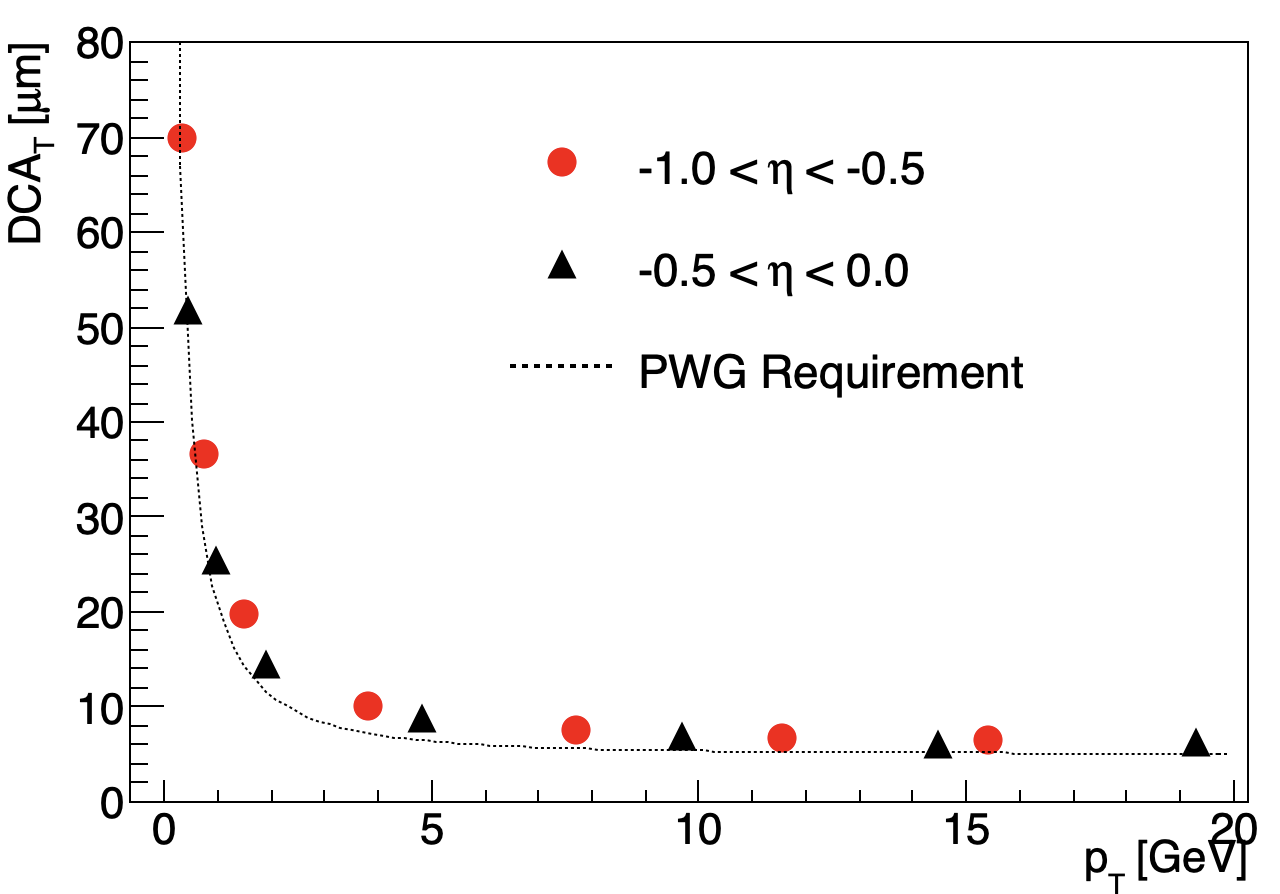 DCA_T [μm]
80
70
60
50
40
30
20
10
0
-1.0 < η < -0.5
-0.5 < η < 0.0
PWG Requirement
0 5 10 15 20
p_T [GeV]